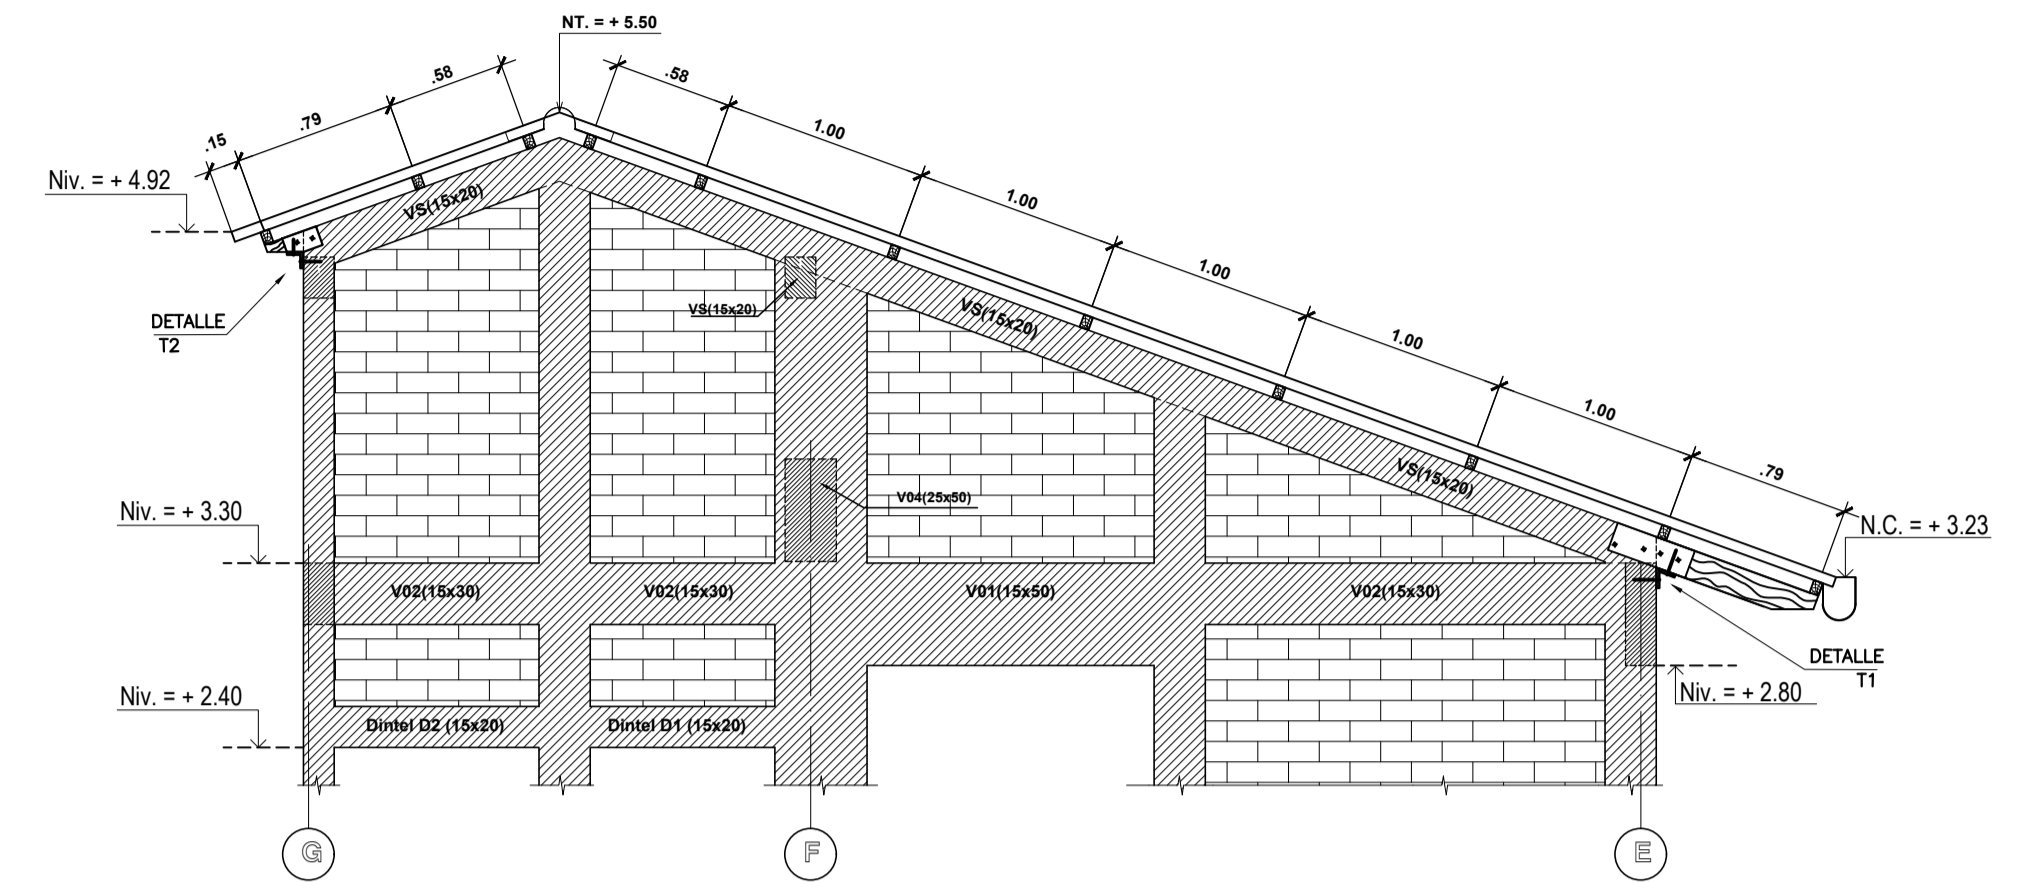 NT. = + 5.50
.15
.79
.58
.58
1.00
1.00
1.00
1.00
1.00
.79
Niv. = + 4.92
VS(15x20)
DETALLE
T2
VS(15x20)
VS(15x20)
VS(15x20)
V04(25x50)
Niv. = + 3.30
N.C. = + 3.23
V02(15x30)
V02(15x30)
V01(15x50)
V02(15x30)
DETALLE
T1
Niv. = + 2.40
Niv. = + 2.80
Dintel D2 (15x20)
Dintel D1 (15x20)
G
F
E